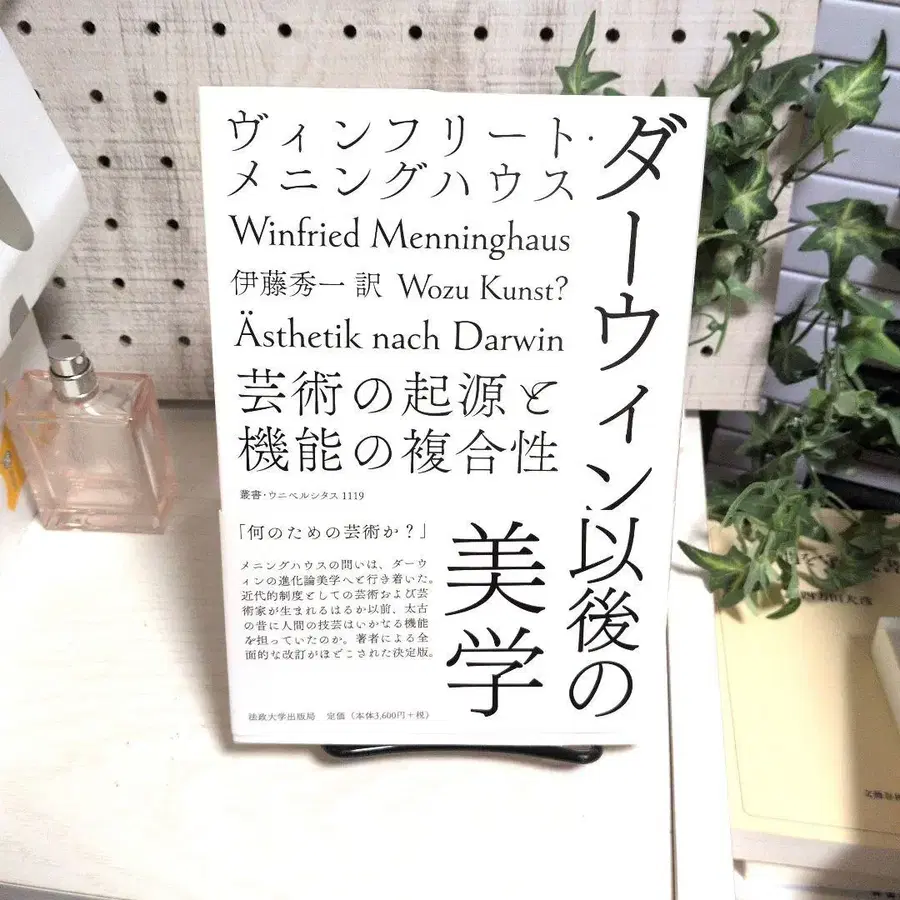 ダーウィン以後の
美学
ヴィンフリート・
メニングハウス
Winfried Menninghaus
伊藤秀一 訳 Wozu Kunst?
Ästhetik nach Darwin
芸術の起源と
機能の複合性
叢書・ウニベルシタス 1119
「何のための芸術か?」
メニングハウスの問いは、ダーウ
ィンの進化論美学へと行き着いた。
近代的制度としての芸術および芸
術家が生まれるはるか以前、太古
の昔に人間の技芸はいかなる機能
を担っていたのか。著者による全
面的な改訂がほどこされた決定版。
法政大学出版局 定価(本体3,600円+税)
四方田犬彦